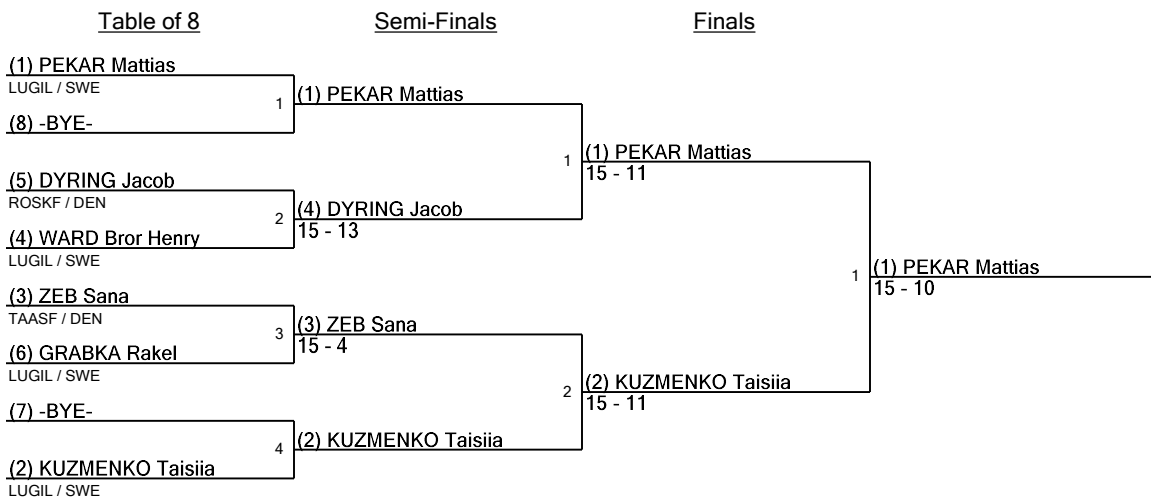 Table of 8
Semi-Finals
Finals
(1) PEKAR Mattias
LUGIL / SWE
(8) -BYE-
(5) DYRING Jacob
ROSKF / DEN
(4) WARD Bror Henry
LUGIL / SWE
(3) ZEB Sana
TAASF / DEN
(6) GRABKA Rakel
LUGIL / SWE
(7) -BYE-
(2) KUZMENKO Taisiia
LUGIL / SWE
1
(1) PEKAR Mattias
2
(4) DYRING Jacob
15 - 13
3
(3) ZEB Sana
15 - 4
4
(2) KUZMENKO Taisiia
1
(1) PEKAR Mattias
15 - 11
2
(2) KUZMENKO Taisiia
15 - 11
1
(1) PEKAR Mattias
15 - 10